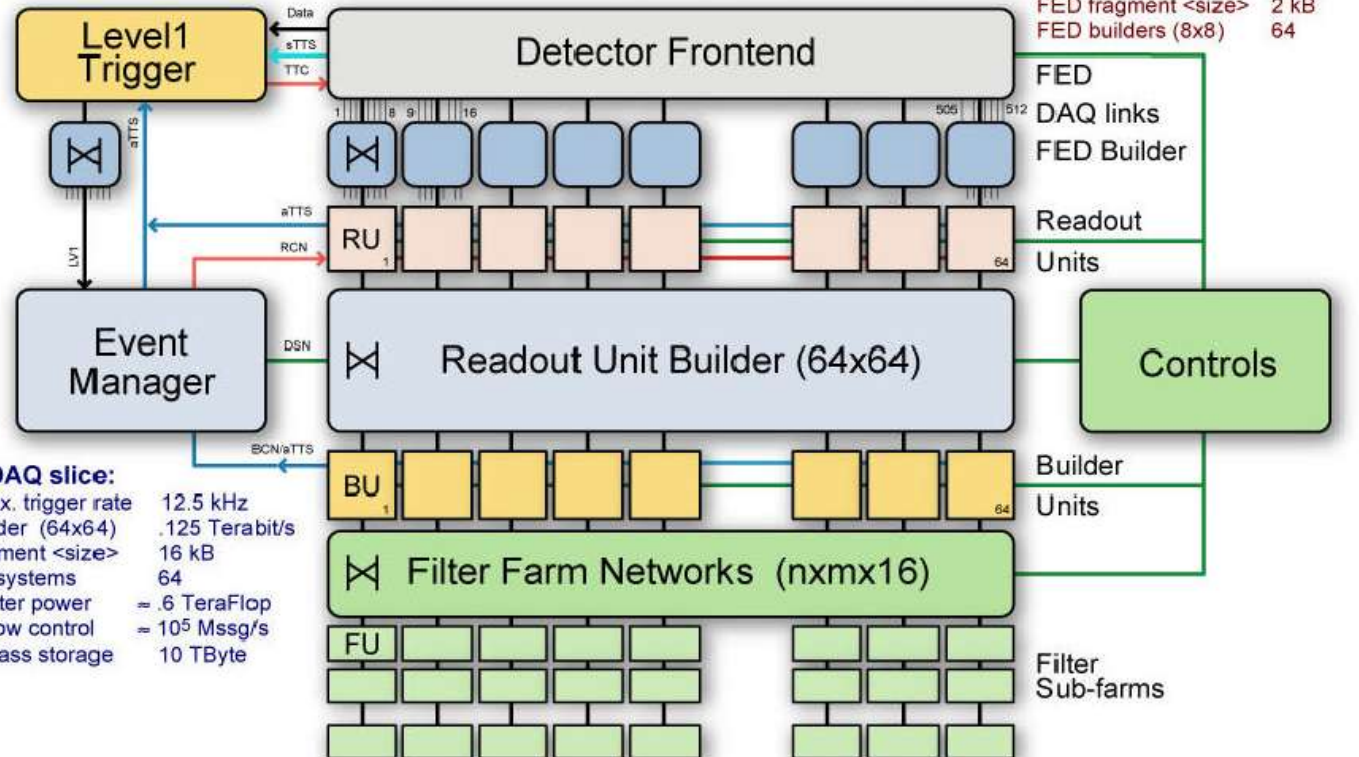 FED fragment <size> 2 kB
FED builders (8x8) 64
Level1
Trigger
Data
sTTS
TTC
Detector Frontend
FED
1 8 9 16 505 512
DAQ links
aTTS
FED Builder
aTTS
RU
1
64
Readout
RCN
Units
LV1
Event
Manager
DSN
Readout Unit Builder (64x64)
Controls
BCN/aTTS
BU
1
64
Builder
Units
DAQ slice:
x. trigger rate 12.5 kHz
der (64x64) .125 Terabit/s
ment <size> 16 kB
systems 64
ter power ≈ .6 TeraFlop
ow control ≈ 10⁵ Mssg/s
ass storage 10 TByte
Filter Farm Networks (nxmx16)
FU
Filter
Sub-farms